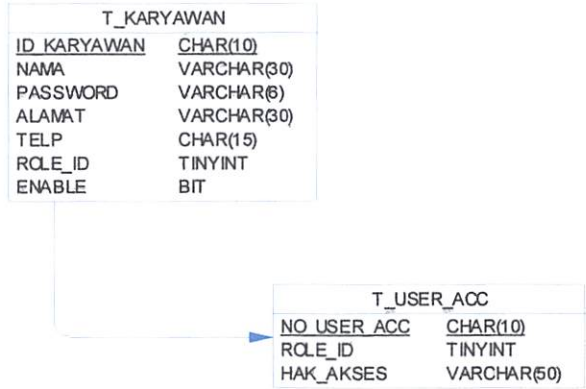 T_KARYAWAN
ID_KARYAWAN CHAR(10)
NAMA VARCHAR(30)
PASSWORD VARCHAR(6)
ALAMAT VARCHAR(30)
TELP CHAR(15)
ROLE_ID TINYINT
ENABLE BIT
T_USER_ACC
NO_USER_ACC CHAR(10)
ROLE_ID TINYINT
HAK_AKSES VARCHAR(50)